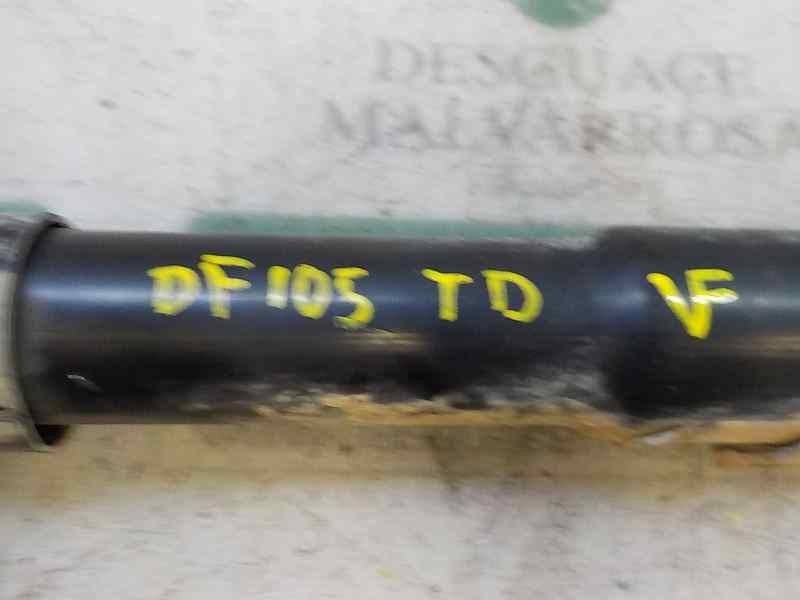 DESGUACE
MALVARROSA
DF105 TD VF